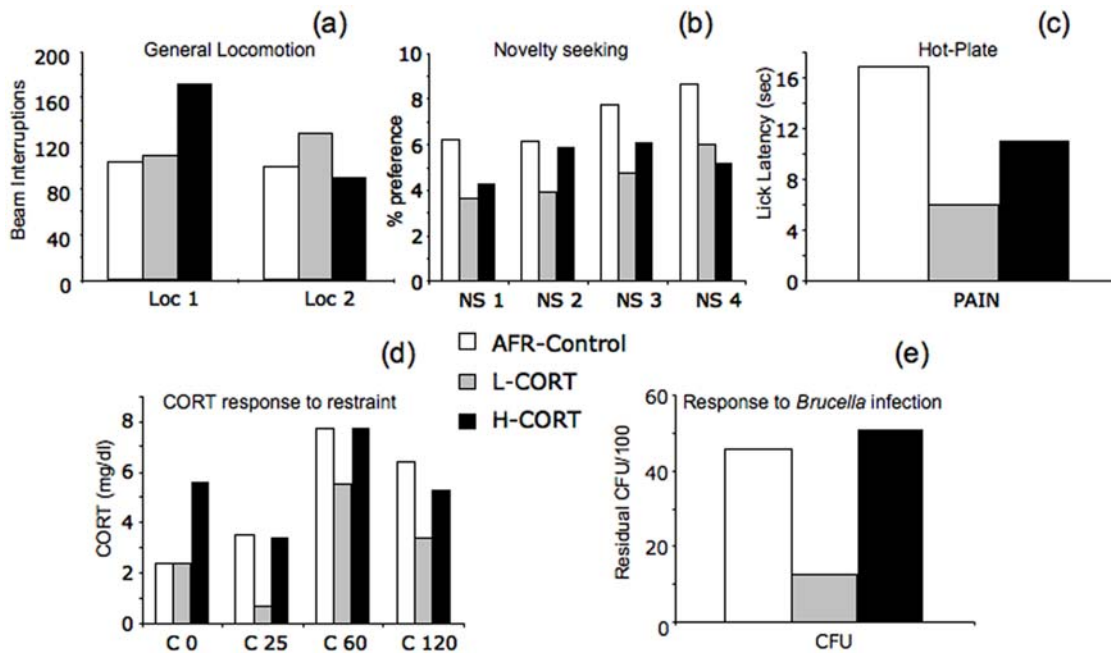 (a)
General Locomotion
Beam Interruptions
200
160
120
80
40
0
Loc 1 Loc 2
(b)
Novelty seeking
% preference
10
8
6
4
2
0
NS 1 NS 2 NS 3 NS 4
(c)
Hot-Plate
Lick Latency (sec)
16
12
8
4
0
PAIN
AFR-Control
L-CORT
H-CORT
(d)
CORT response to restraint
CORT (mg/dl)
8
6
4
2
0
C 0 C 25 C 60 C 120
(e)
Response to Brucella infection
Residual CFU/100
60
40
20
0
CFU